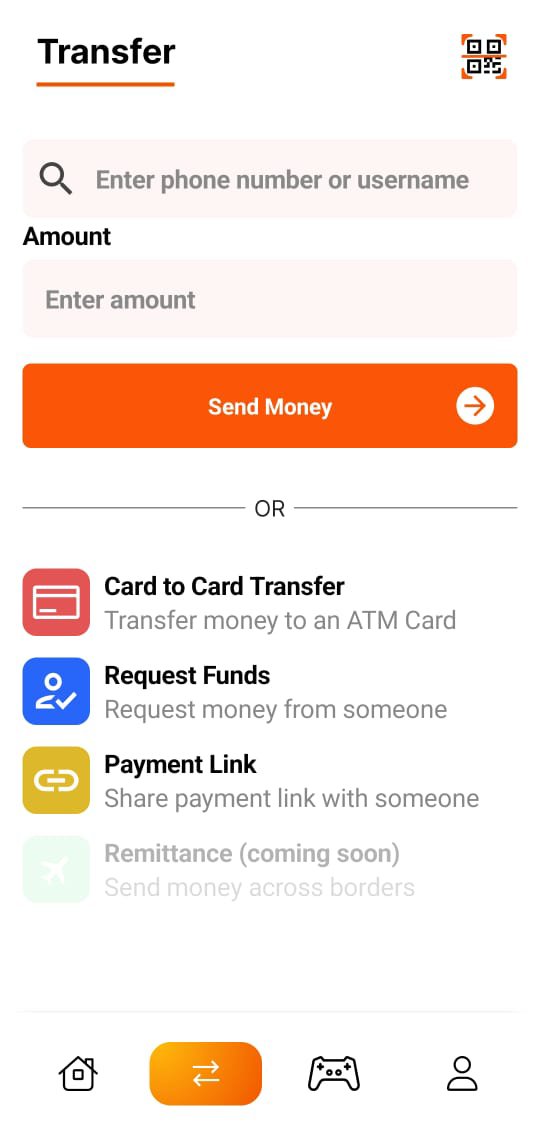 Transfer
Enter phone number or username
Amount
Enter amount
Send Money
OR
Card to Card Transfer
Transfer money to an ATM Card
Request Funds
Request money from someone
Payment Link
Share payment link with someone
Remittance (coming soon)
Send money across borders